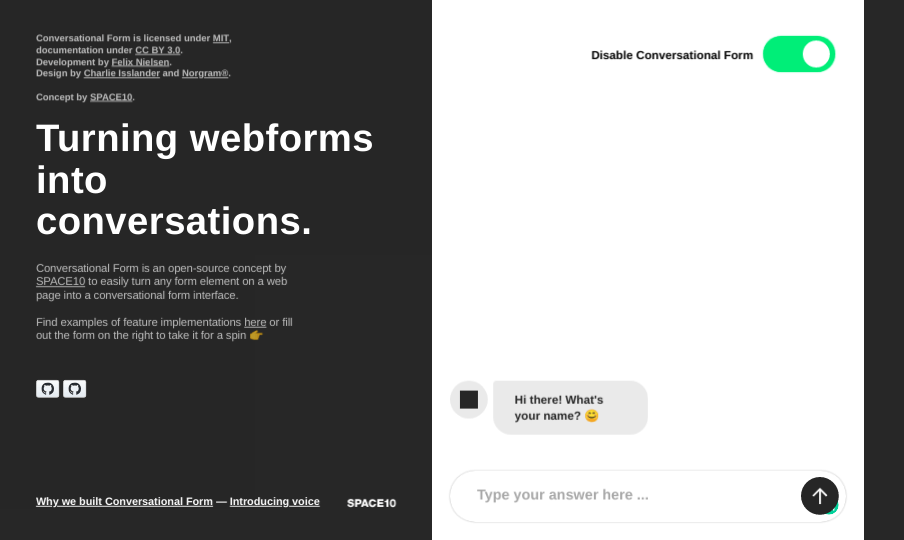 Conversational Form is licensed under MIT,
documentation under CC BY 3.0.
Development by Felix Nielsen.
Design by Charlie Isslander and Norgram®.
Concept by SPACE10.
Turning webforms
into
conversations.
Conversational Form is an open-source concept by
SPACE10 to easily turn any form element on a web
page into a conversational form interface.
Find examples of feature implementations here or fill
out the form on the right to take it for a spin 👉
Why we built Conversational Form — Introducing voice
SPACE10
Disable Conversational Form
Hi there! What's
your name? 😊
Type your answer here ...